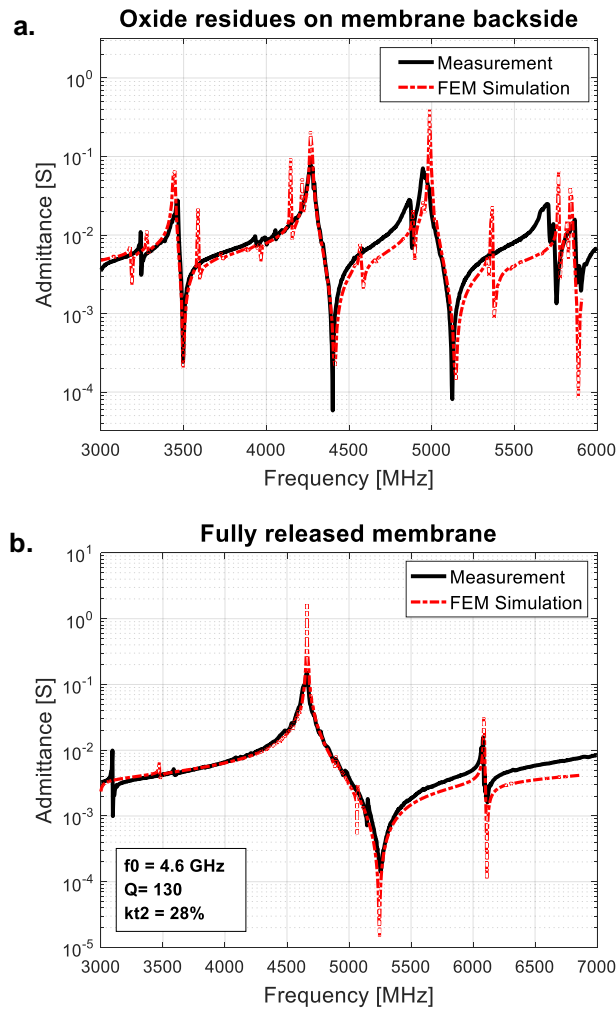 a.
Oxide residues on membrane backside
Measurement
FEM Simulation
Admittance [S]
10^0
10^-1
10^-2
10^-3
10^-4
3000 3500 4000 4500 5000 5500 6000
Frequency [MHz]
b.
Fully released membrane
Measurement
FEM Simulation
Admittance [S]
10^1
10^0
10^-1
10^-2
10^-3
10^-4
10^-5
f0 = 4.6 GHz
Q= 130
kt2 = 28%
3000 3500 4000 4500 5000 5500 6000 6500 7000
Frequency [MHz]